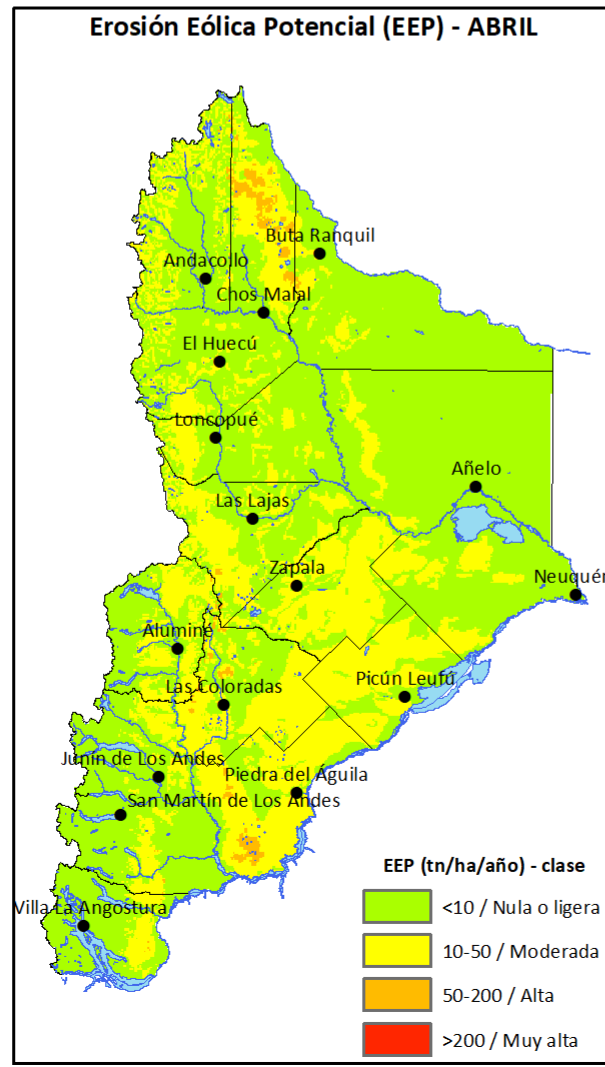 Erosión Eólica Potencial (EEP) - ABRIL
Buta Ranquil
Andacollo
Chos Malal
El Huecú
Loncopué
Añelo
Las Lajas
Zapala
Neuquén
Aluminé
Las Coloradas
Picún Leufú
Junín de Los Andes
Piedra del Águila
San Martín de Los Andes
Villa La Angostura
EEP (tn/ha/año) - clase
<10 / Nula o ligera
10-50 / Moderada
50-200 / Alta
>200 / Muy alta